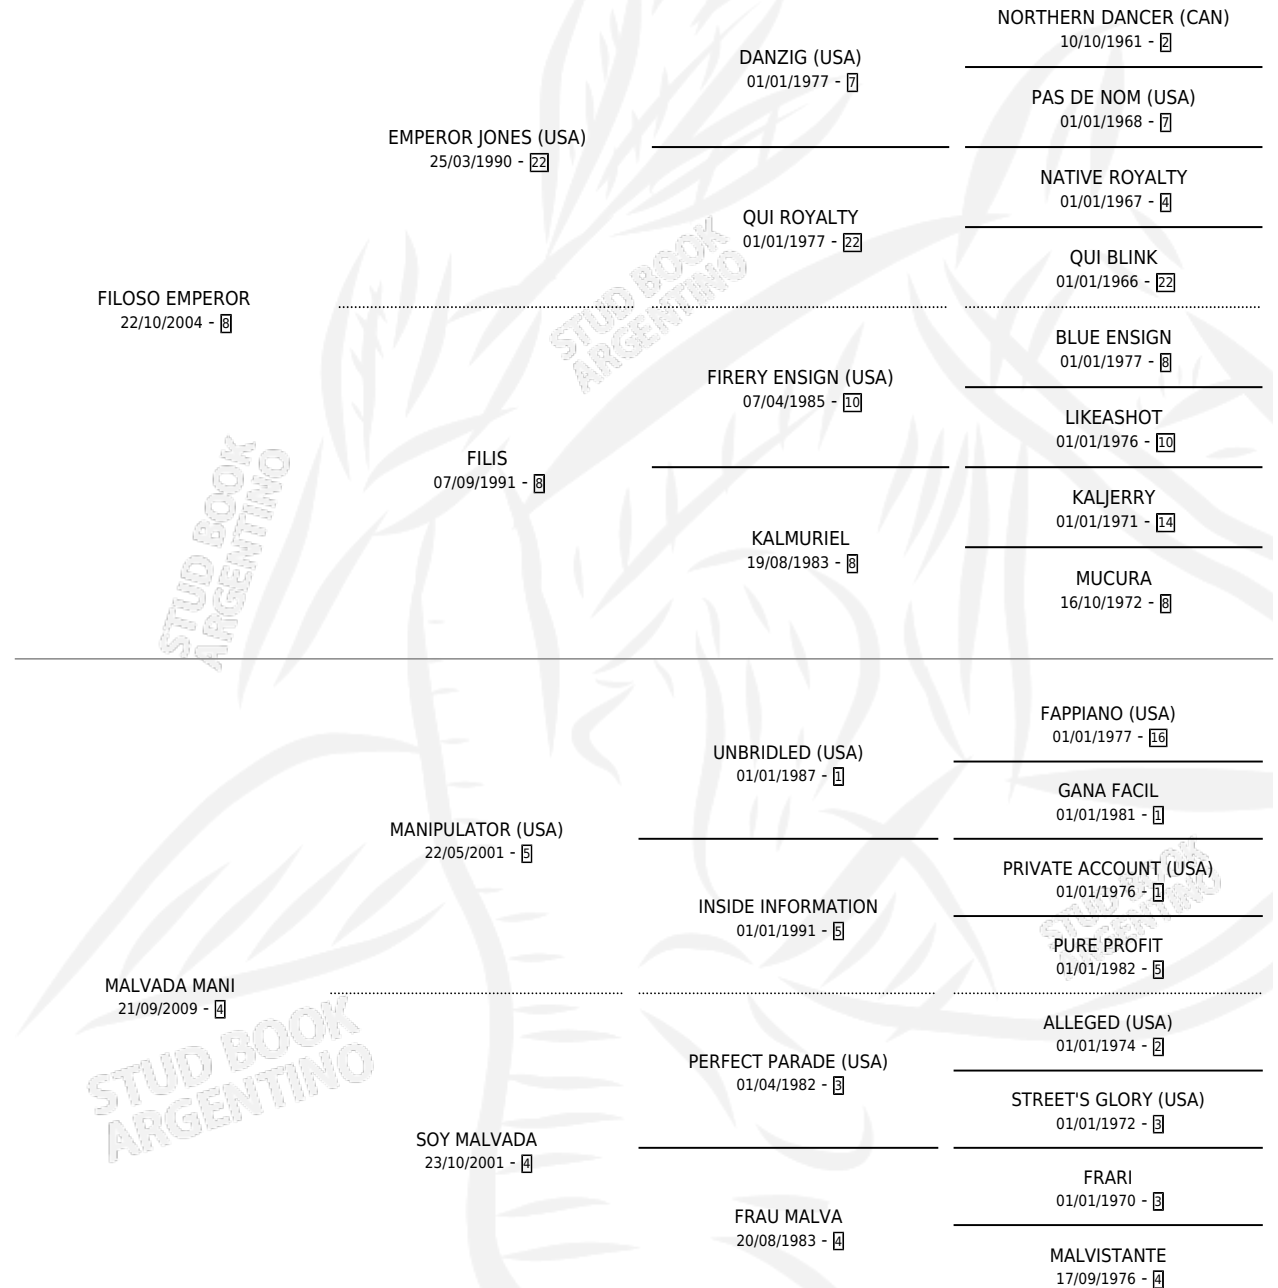 NORTHERN DANCER (CAN)
10/10/1961 - 2
DANZIG (USA)
01/01/1977 - 7
PAS DE NOM (USA)
01/01/1968 - 7
EMPEROR JONES (USA)
25/03/1990 - 22
NATIVE ROYALTY
01/01/1967 - 4
QUI ROYALTY
01/01/1977 - 22
QUI BLINK
01/01/1966 - 22
FILOSO EMPEROR
22/10/2004 - 8
BLUE ENSIGN
01/01/1977 - 8
FIRERY ENSIGN (USA)
07/04/1985 - 10
LIKEASHOT
01/01/1976 - 10
FILIS
07/09/1991 - 8
KALJERRY
01/01/1971 - 14
KALMURIEL
19/08/1983 - 8
MUCURA
16/10/1972 - 8
STUD BOOK
ARGENTINO
STUD BOOK
ARGENTINO
FAPPIANO (USA)
01/01/1977 - 16
UNBRIDLED (USA)
01/01/1987 - 1
GANA FACIL
01/01/1981 - 1
MANIPULATOR (USA)
22/05/2001 - 5
PRIVATE ACCOUNT (USA)
01/01/1976 - 1
INSIDE INFORMATION
01/01/1991 - 5
PURE PROFIT
01/01/1982 - 5
MALVADA MANI
21/09/2009 - 4
ALLEGED (USA)
01/01/1974 - 2
PERFECT PARADE (USA)
01/04/1982 - 3
STREET'S GLORY (USA)
01/01/1972 - 3
SOY MALVADA
23/10/2001 - 4
FRARI
01/01/1970 - 3
FRAU MALVA
20/08/1983 - 4
MALVISTANTE
17/09/1976 - 4
STUD BOOK
ARGENTINO
STUD BOOK
ARGENTINO